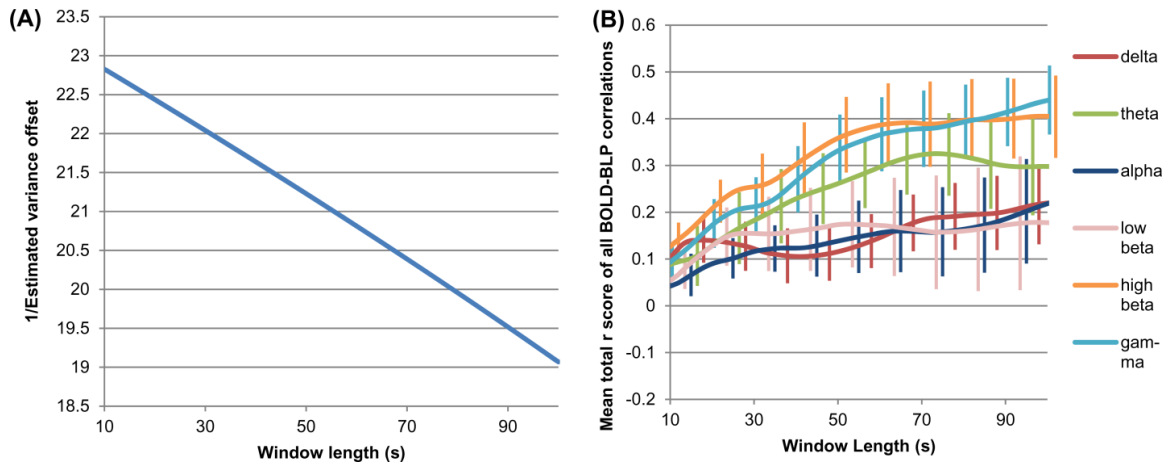 (A)
23.5
23
22.5
22
21.5
21
20.5
20
19.5
19
18.5
1/Estimated variance offset
10
30
50
70
90
Window length (s)
(B)
0.6
0.5
0.4
0.3
0.2
0.1
0
-0.1
-0.2
Mean total r score of all BOLD-BLP correlations
10
30
50
70
90
Window Length (s)
delta
theta
alpha
low
beta
high
beta
gam-
ma